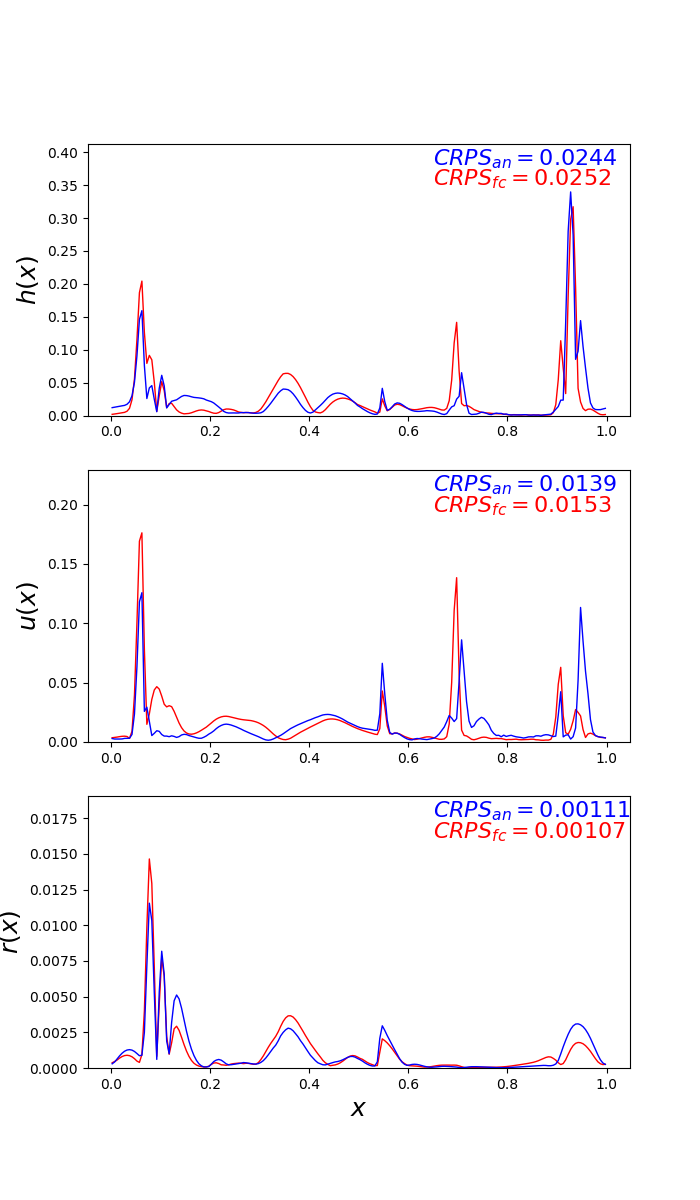 CRPS_an = 0.0244
CRPS_fc = 0.0252
h(x)
0.40
0.35
0.30
0.25
0.20
0.15
0.10
0.05
0.00
0.0 0.2 0.4 0.6 0.8 1.0
CRPS_an = 0.0139
CRPS_fc = 0.0153
u(x)
0.20
0.15
0.10
0.05
0.00
0.0 0.2 0.4 0.6 0.8 1.0
CRPS_an = 0.00111
CRPS_fc = 0.00107
r(x)
0.0175
0.0150
0.0125
0.0100
0.0075
0.0050
0.0025
0.0000
0.0 0.2 0.4 0.6 0.8 1.0
x